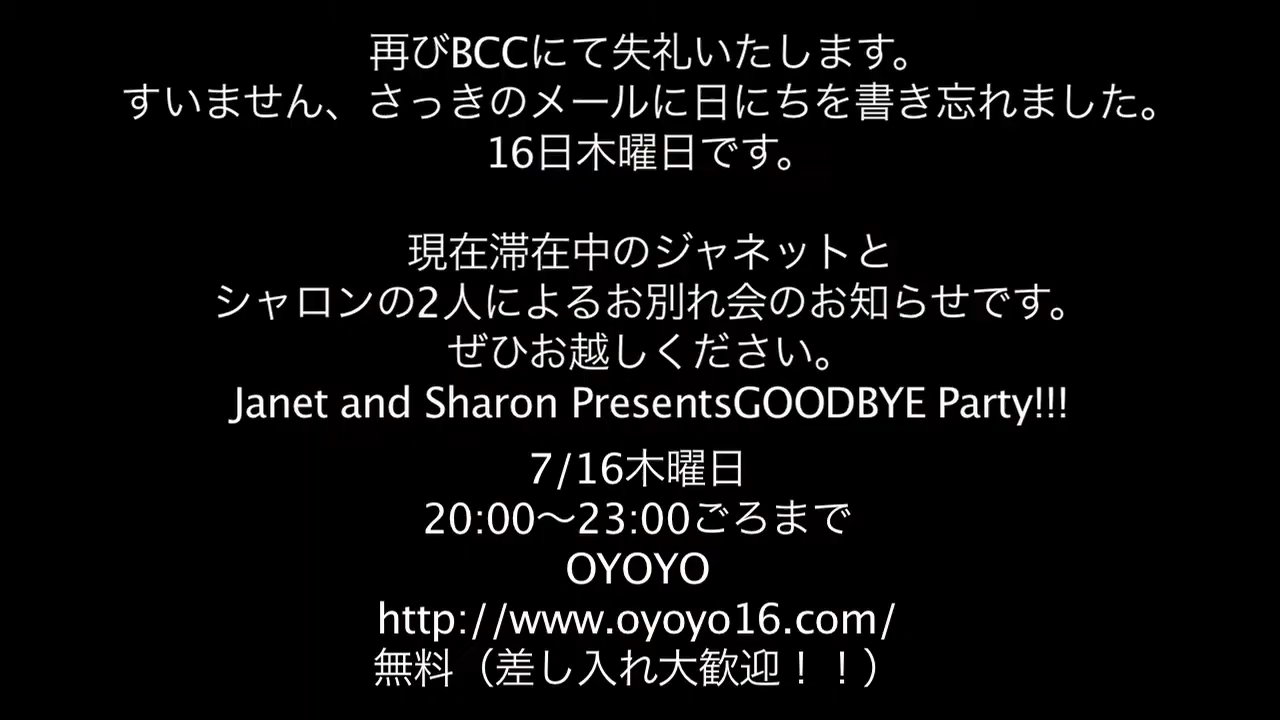 再びBCCにて失礼いたします。
すいません、さっきのメールに日にちを書き忘れました。
16日木曜日です。
現在滞在中のジャネットと
シャロンの2人によるお別れ会のお知らせです。
ぜひお越しください。
Janet and Sharon PresentsGOODBYE Party!!!
7/16木曜日
20:00〜23:00ごろまで
OYOYO
http://www.oyoyo16.com/
無料（差し入れ大歓迎！！）